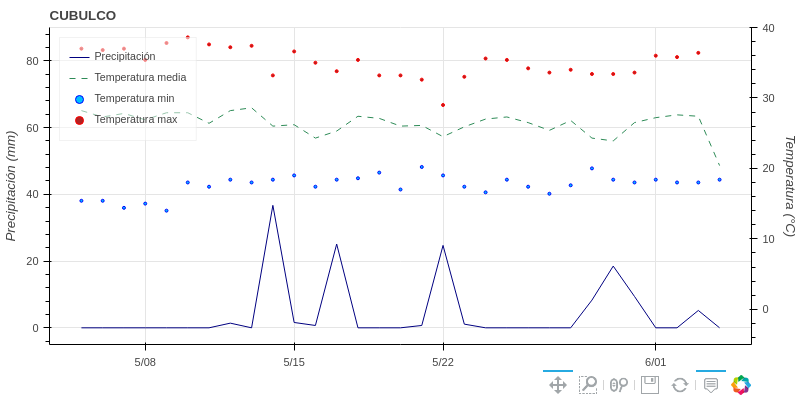 CUBULCO
Precipitación
Temperatura media
Temperatura min
Temperatura max
Precipitación (mm)
80
60
40
20
0
40
30
20
10
0
Temperatura (°C)
5/08
5/15
5/22
6/01